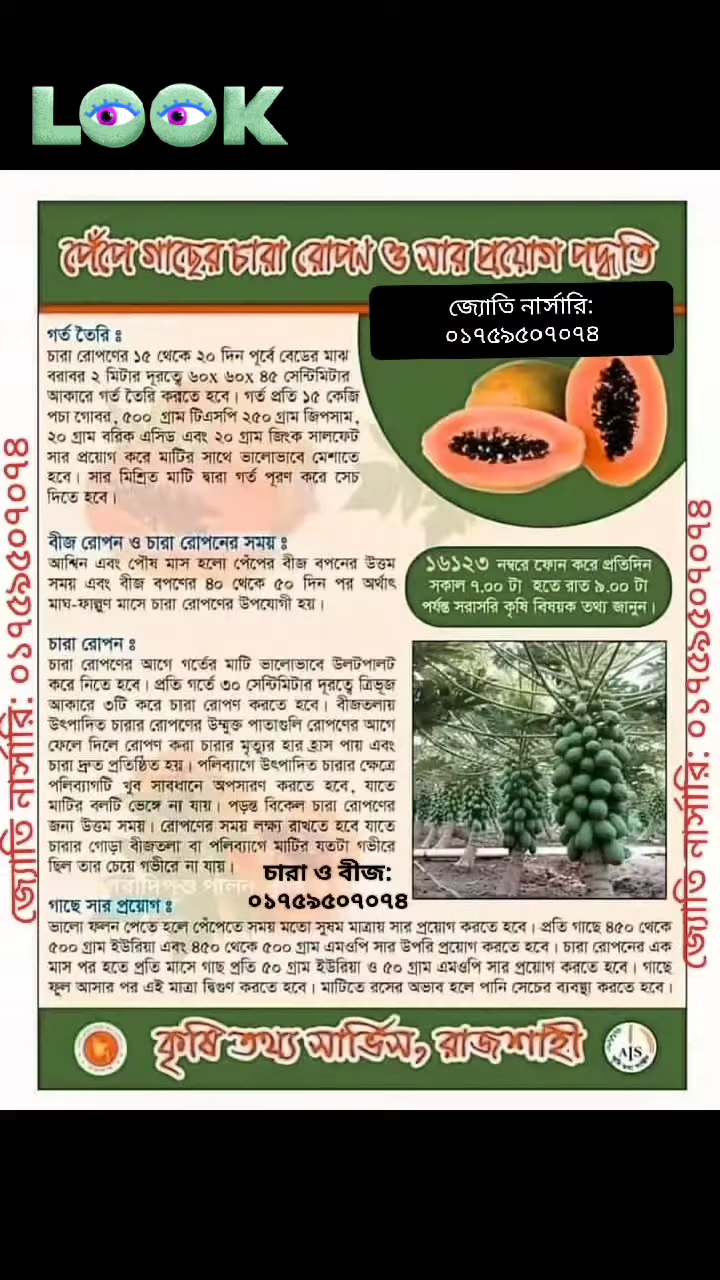 LOOK
পেঁপে গাছের চারা রোপন ও সার প্রয়োগ পদ্ধতি
জ্যোতি নার্সারি:
০১৭৫৯৫০৭০৭৪
গর্ত তৈরি ঃ
চারা রোপণের ১৫ থেকে ২০ দিন পূর্বে বেডের মাঝ
বরাবর ২ মিটার দূরত্বে ৬০x ৬০x ৪৫ সেন্টিমিটার
আকারে গর্ত তৈরি করতে হবে। গর্ত প্রতি ১৫ কেজি
পচা গোবর, ৫০০ গ্রাম টিএসপি ২৫০ গ্রাম জিপসাম,
২০ গ্রাম বরিক এসিড এবং ২০ গ্রাম জিংক সালফেট
সার প্রয়োগ করে মাটির সাথে ভালোভাবে মেশাতে
হবে। সার মিশ্রিত মাটি দ্বারা গর্ত পূরণ করে সেচ
দিতে হবে।
বীজ রোপন ও চারা রোপনের সময় ঃ
আশ্বিন এবং পৌষ মাস হলো পেঁপের বীজ বপনের উত্তম
সময় এবং বীজ বপণের ৪০ থেকে ৫০ দিন পর অর্থাৎ
মাঘ-ফাল্গুণ মাসে চারা রোপণের উপযোগী হয়।
১৬১২৩ নম্বরে ফোন করে প্রতিদিন
সকাল ৭.০০ টা হতে রাত ৯.০০ টা
পর্যন্ত সরাসরি কৃষি বিষয়ক তথ্য জানুন।
চারা রোপন ঃ
চারা রোপণের আগে গর্তের মাটি ভালোভাবে উলটপালট
করে নিতে হবে। প্রতি গর্তে ৩০ সেন্টিমিটার দূরত্বে ত্রিভূজ
আকারে ৩টি করে চারা রোপণ করতে হবে। বীজতলায়
উৎপাদিত চারার রোপণের উম্মুক্ত পাতাগুলি রোপণের আগে
ফেলে দিলে রোপণ করা চারার মৃত্যুর হার হ্রাস পায় এবং
চারা দ্রুত প্রতিষ্ঠিত হয়। পলিব্যাগে উৎপাদিত চারার ক্ষেত্রে
পলিব্যাগটি খুব সাবধানে অপসারণ করতে হবে, যাতে
মাটির বলটি ভেঙ্গে না যায়। পড়ন্ত বিকেল চারা রোপণের
জন্য উত্তম সময়। রোপণের সময় লক্ষ্য রাখতে হবে যাতে
চারার গোড়া বীজতলা বা পলিব্যাগে মাটির যতটা গভীরে
ছিল তার চেয়ে গভীরে না যায়।
চারা ও বীজ:
০১৭৫৯৫০৭০৭৪
গাছে সার প্রয়োগ ঃ
ভালো ফলন পেতে হলে পেঁপেতে সময় মতো সুষম মাত্রায় সার প্রয়োগ করতে হবে। প্রতি গাছে ৪৫০ থেকে
৫০০ গ্রাম ইউরিয়া এবং ৪৫০ থেকে ৫০০ গ্রাম এমওপি সার উপরি প্রয়োগ করতে হবে। চারা রোপনের এক
মাস পর হতে প্রতি মাসে গাছ প্রতি ৫০ গ্রাম ইউরিয়া ও ৫০ গ্রাম এমওপি সার প্রয়োগ করতে হবে। গাছে
ফুল আসার পর এই মাত্রা দ্বিগুণ করতে হবে। মাটিতে রসের অভাব হলে পানি সেচের ব্যবস্থা করতে হবে।
কৃষি তথ্য সার্ভিস, রাজশাহী
AIS
জ্যোতি নার্সারি: ০১৭৫৯৫০৭০৭৪
জ্যোতি নার্সারি: ০১৭৫৯৫০৭০৭৪